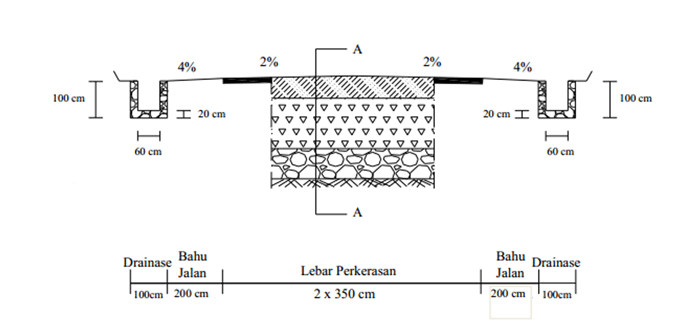 A
4% 2% 2% 4%
100 cm 100 cm
20 cm 20 cm
60 cm 60 cm
A
Drainase Bahu Jalan Lebar Perkerasan Bahu Jalan Drainase
100cm 200 cm 2 x 350 cm 200 cm 100cm